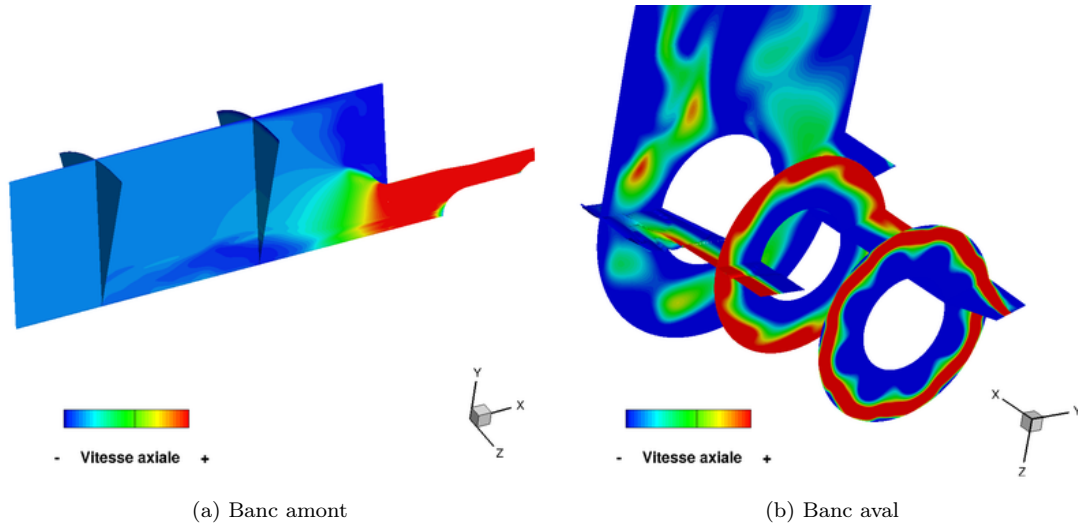 Y
X
Z
- Vitesse axiale +
(a) Banc amont
X
Y
Z
- Vitesse axiale +
(b) Banc aval